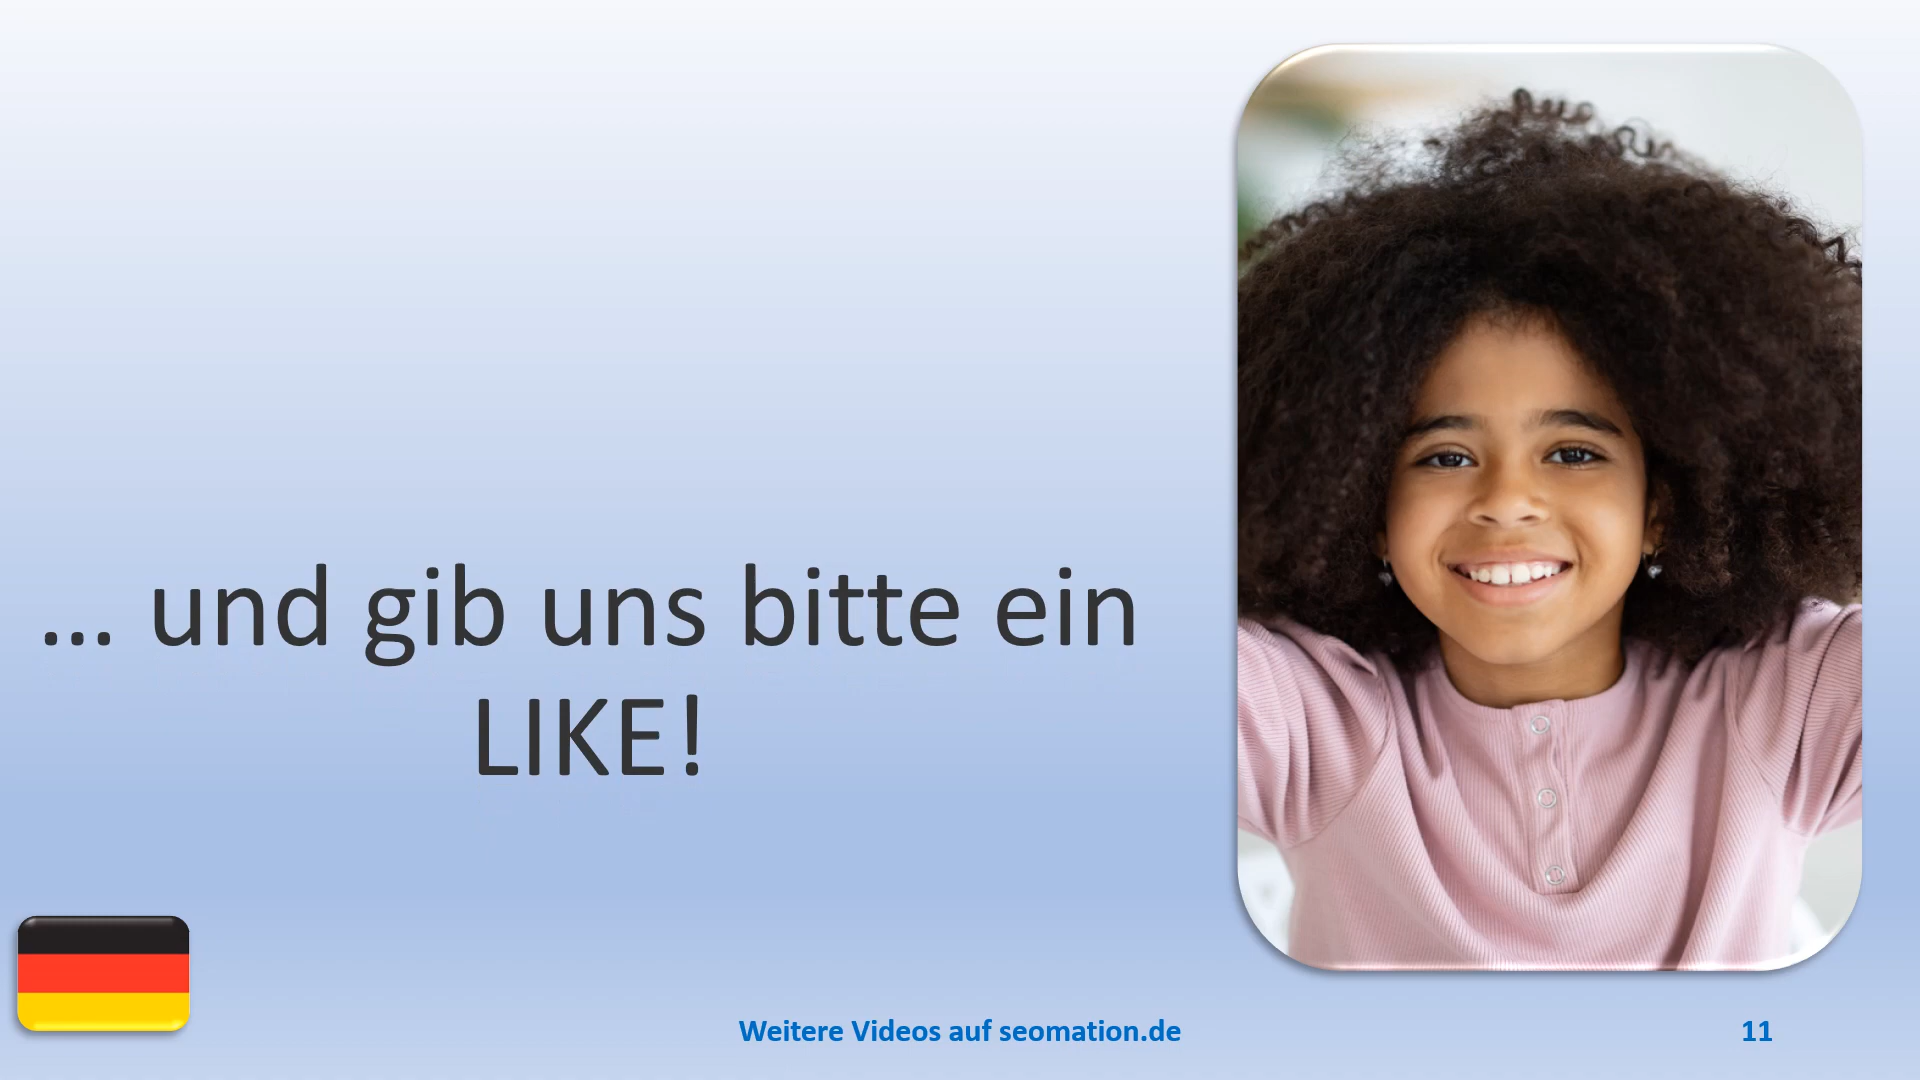 ... und gib uns bitte ein
LIKE!
Weitere Videos auf seomation.de
11